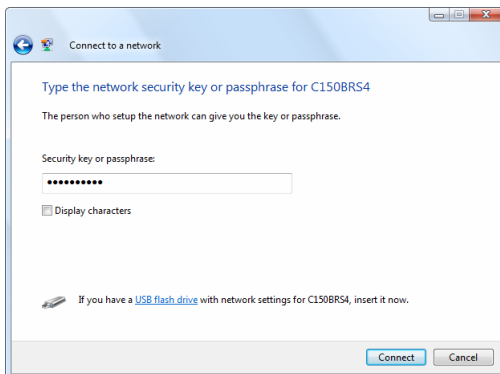 Connect to a network
Type the network security key or passphrase for C150BRS4
The person who setup the network can give you the key or passphrase.
Security key or passphrase:
••••••••••
Display characters
If you have a USB flash drive with network settings for C150BRS4, insert it now.
Connect Cancel